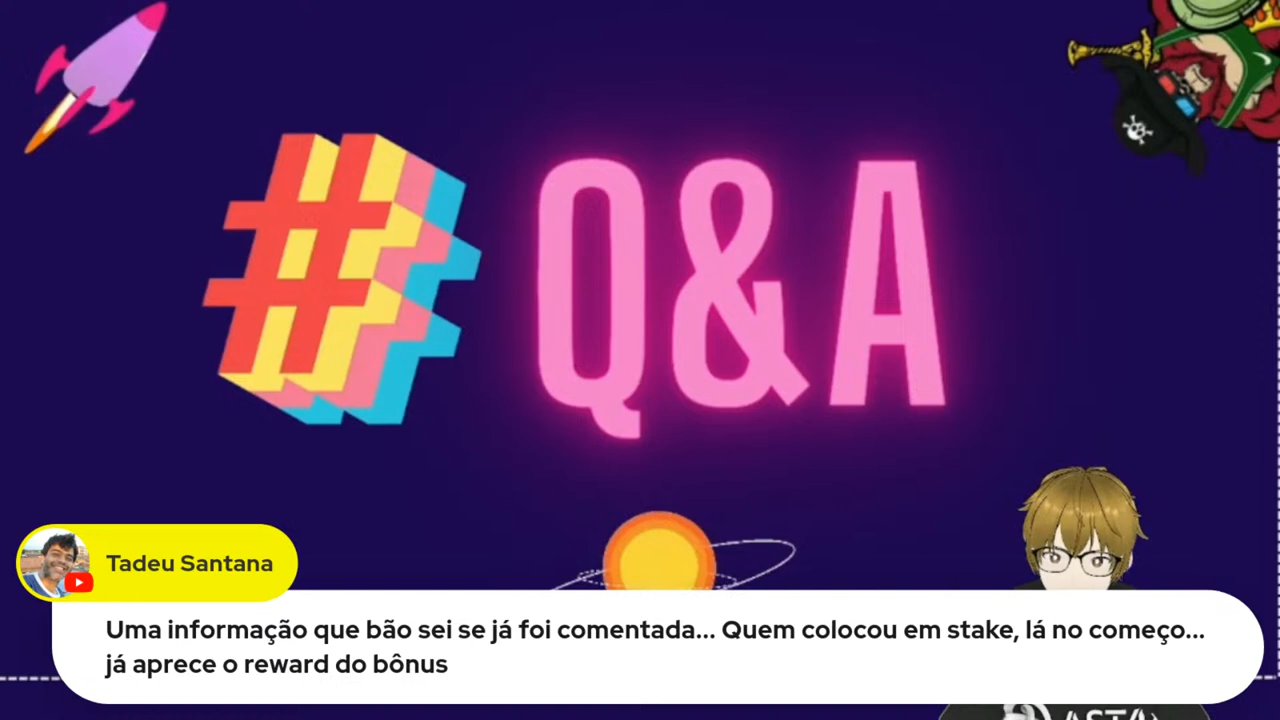 # Q&A
Tadeu Santana
Uma informação que bão sei se já foi comentada... Quem colocou em stake, lá no começo...
já aprece o reward do bônus